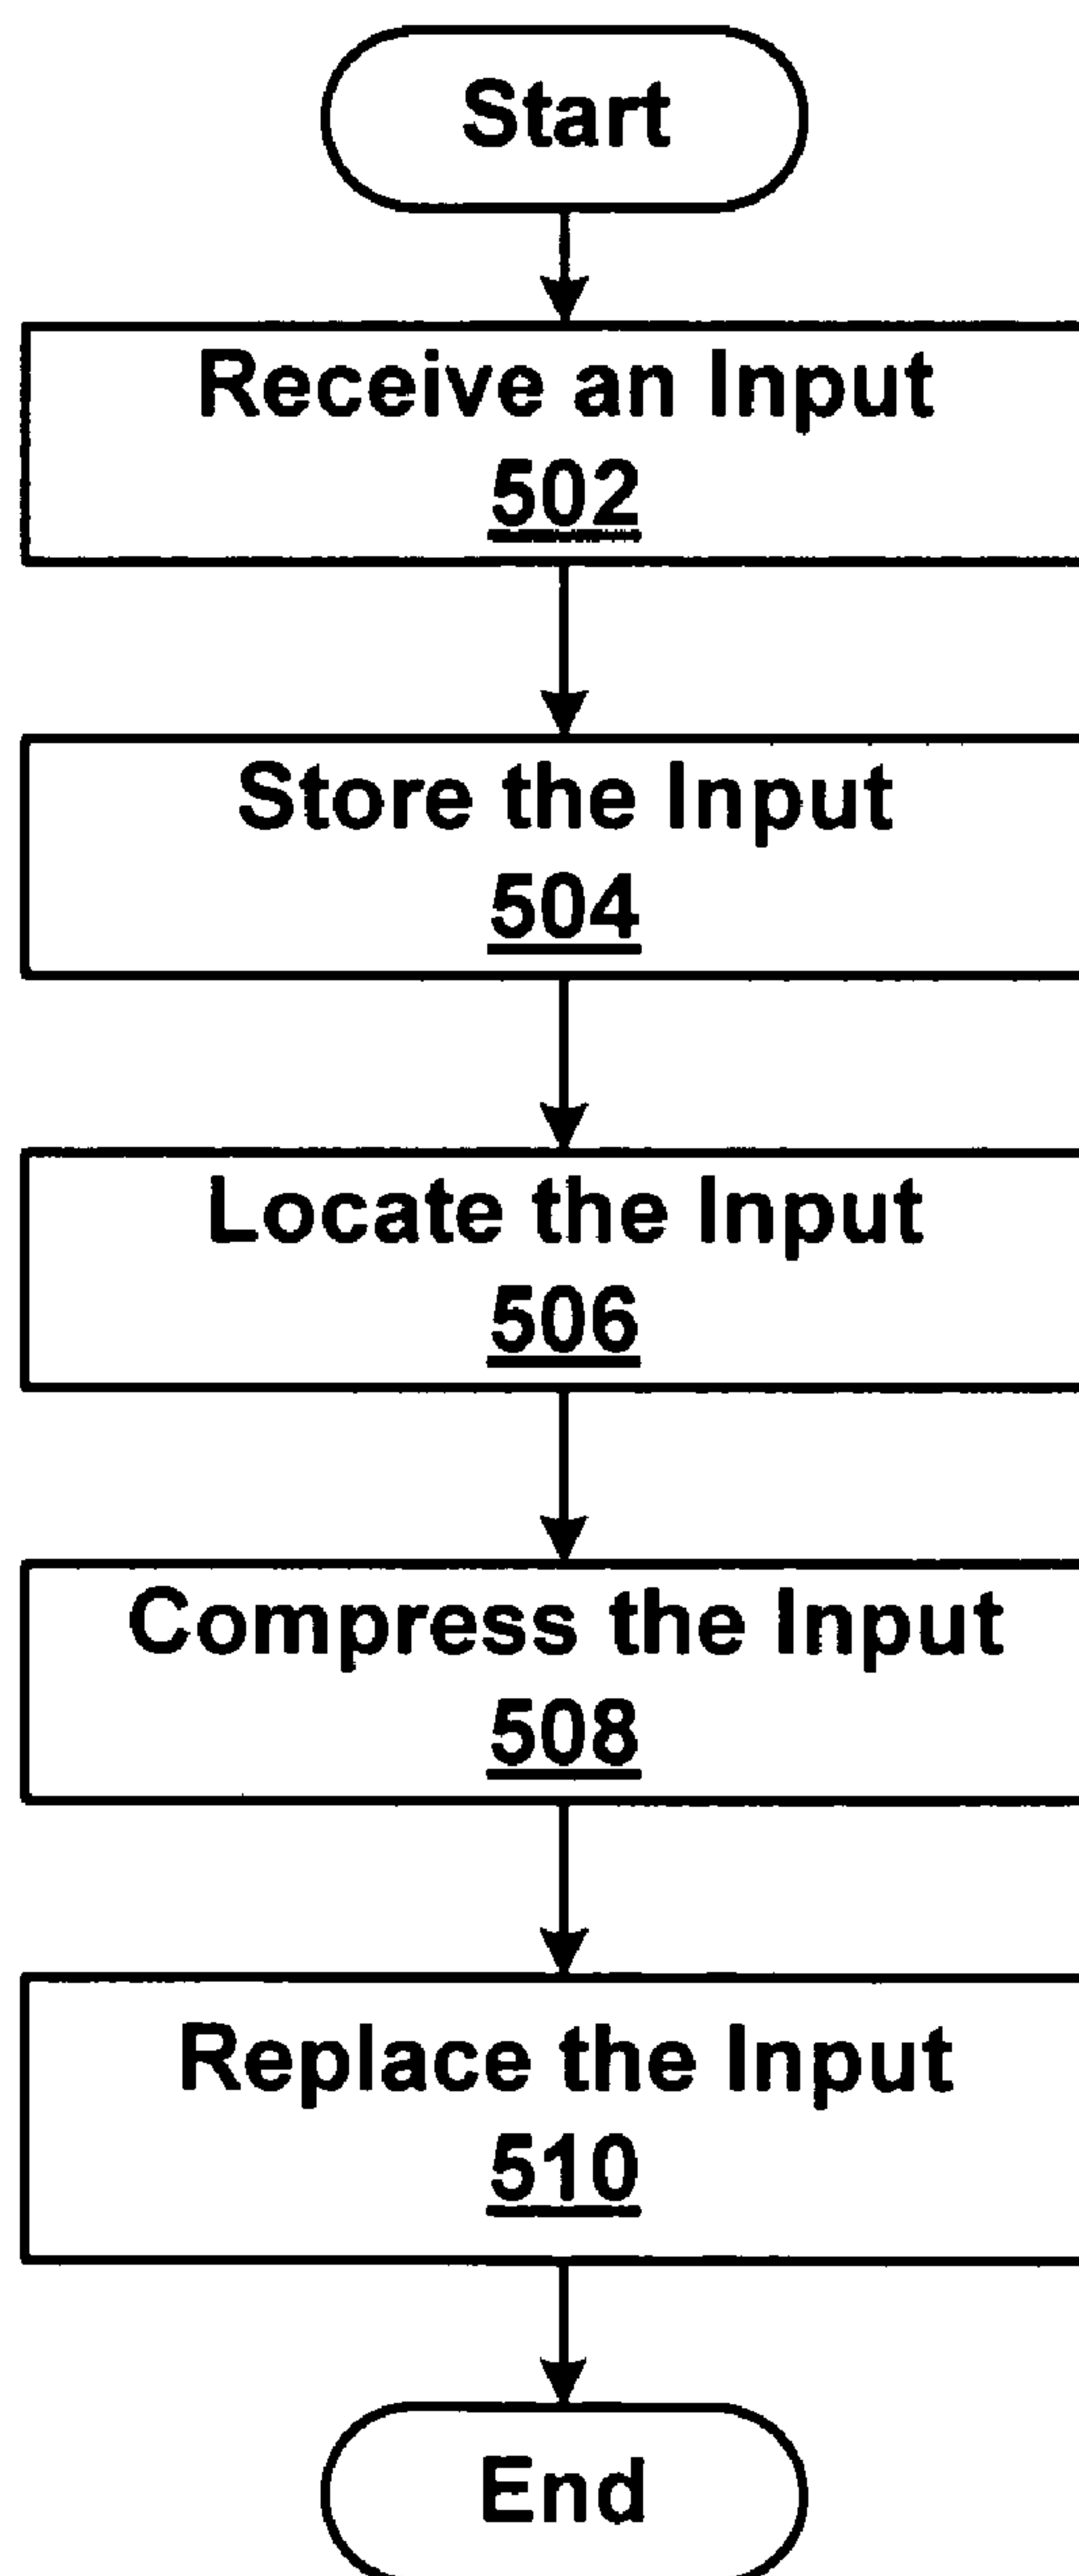 Start
Receive an Input
502
Store the Input
504
Locate the Input
506
Compress the Input
508
Replace the Input
510
End